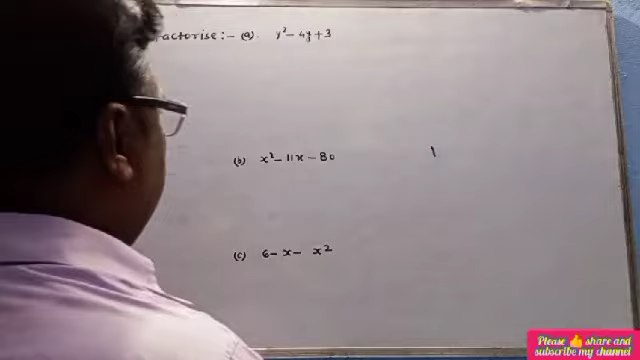 actorise:- (a). y² - 4y + 3
(b) x² - 11x - 80
(c) 6 - x - x²
Please 👍 share and
subscribe my channel